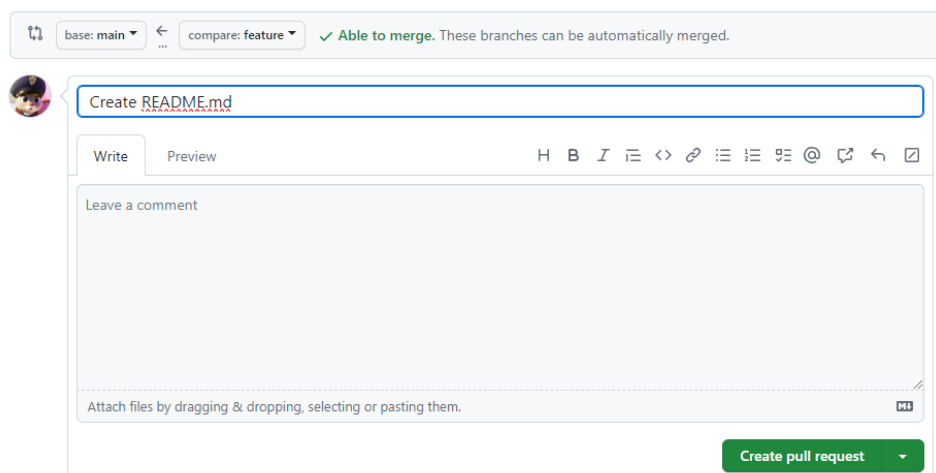 base: main ← compare: feature ✓ Able to merge. These branches can be automatically merged.
...
Create README.md
Write Preview H B I @
Leave a comment
Attach files by dragging & dropping, selecting or pasting them.
Create pull request